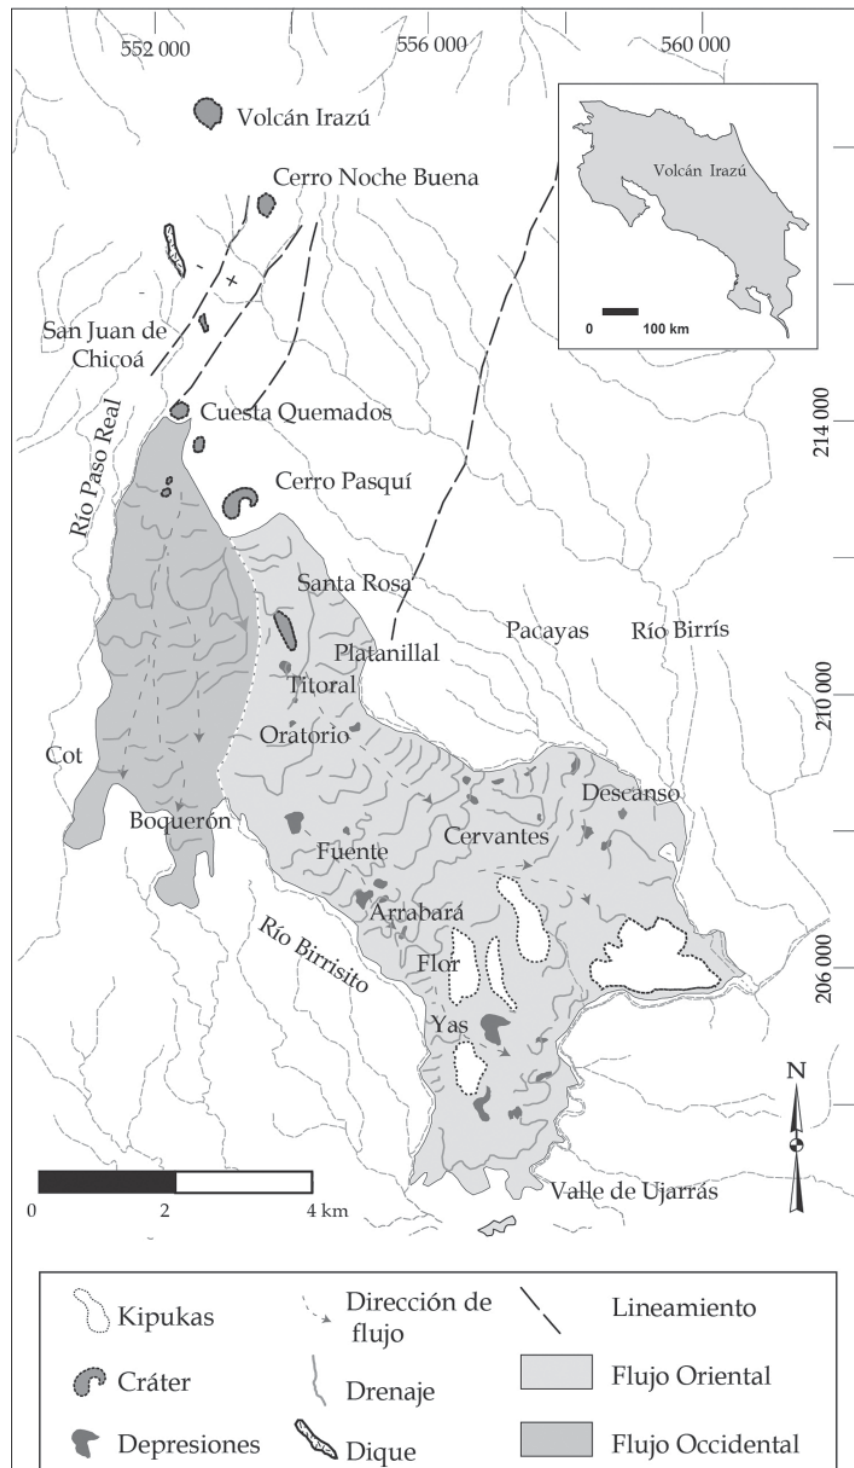 552 000
556 000
560 000
Volcán Irazú
Cerro Noche Buena
Volcán Irazú
0
100 km
San Juan de
Chicoá
Río Paso Real
Cuesta Quemados
214 000
Cerro Pasquí
Santa Rosa
Pacayas
Río Birrís
Platanillal
Titoral
210 000
Oratorio
Cot
Descanso
Boquerón
Cervantes
Fuente
Arrabará
Río Birrisito
Flor
206 000
Yas
N
Valle de Ujarrás
0
2
4 km
Kipukas
Dirección de
flujo
Lineamiento
Cráter
Drenaje
Flujo Oriental
Depresiones
Dique
Flujo Occidental